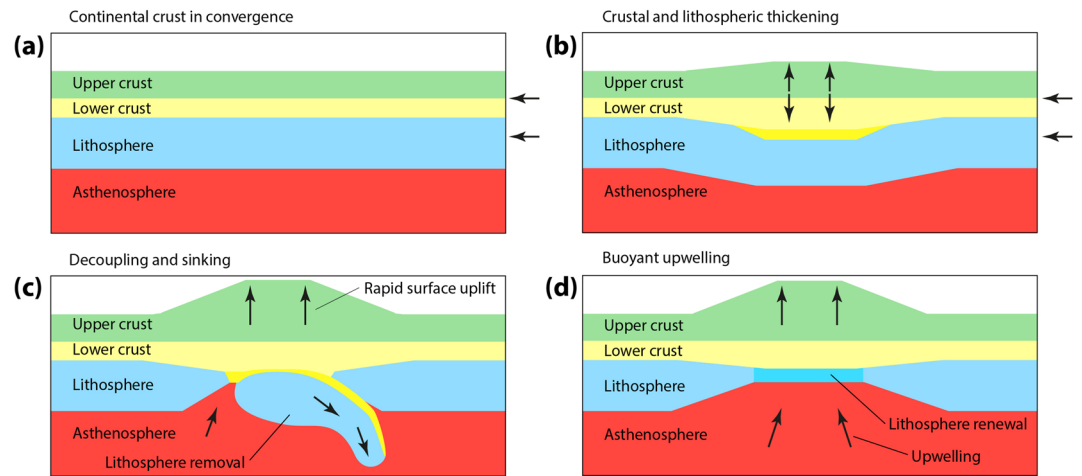 Continental crust in convergence
(a)
Upper crust
Lower crust
Lithosphere
Asthenosphere
Crustal and lithospheric thickening
(b)
Upper crust
Lower crust
Lithosphere
Asthenosphere
Decoupling and sinking
(c)
Rapid surface uplift
Upper crust
Lower crust
Lithosphere
Asthenosphere
Lithosphere removal
Buoyant upwelling
(d)
Upper crust
Lower crust
Lithosphere
Lithosphere renewal
Asthenosphere
Upwelling